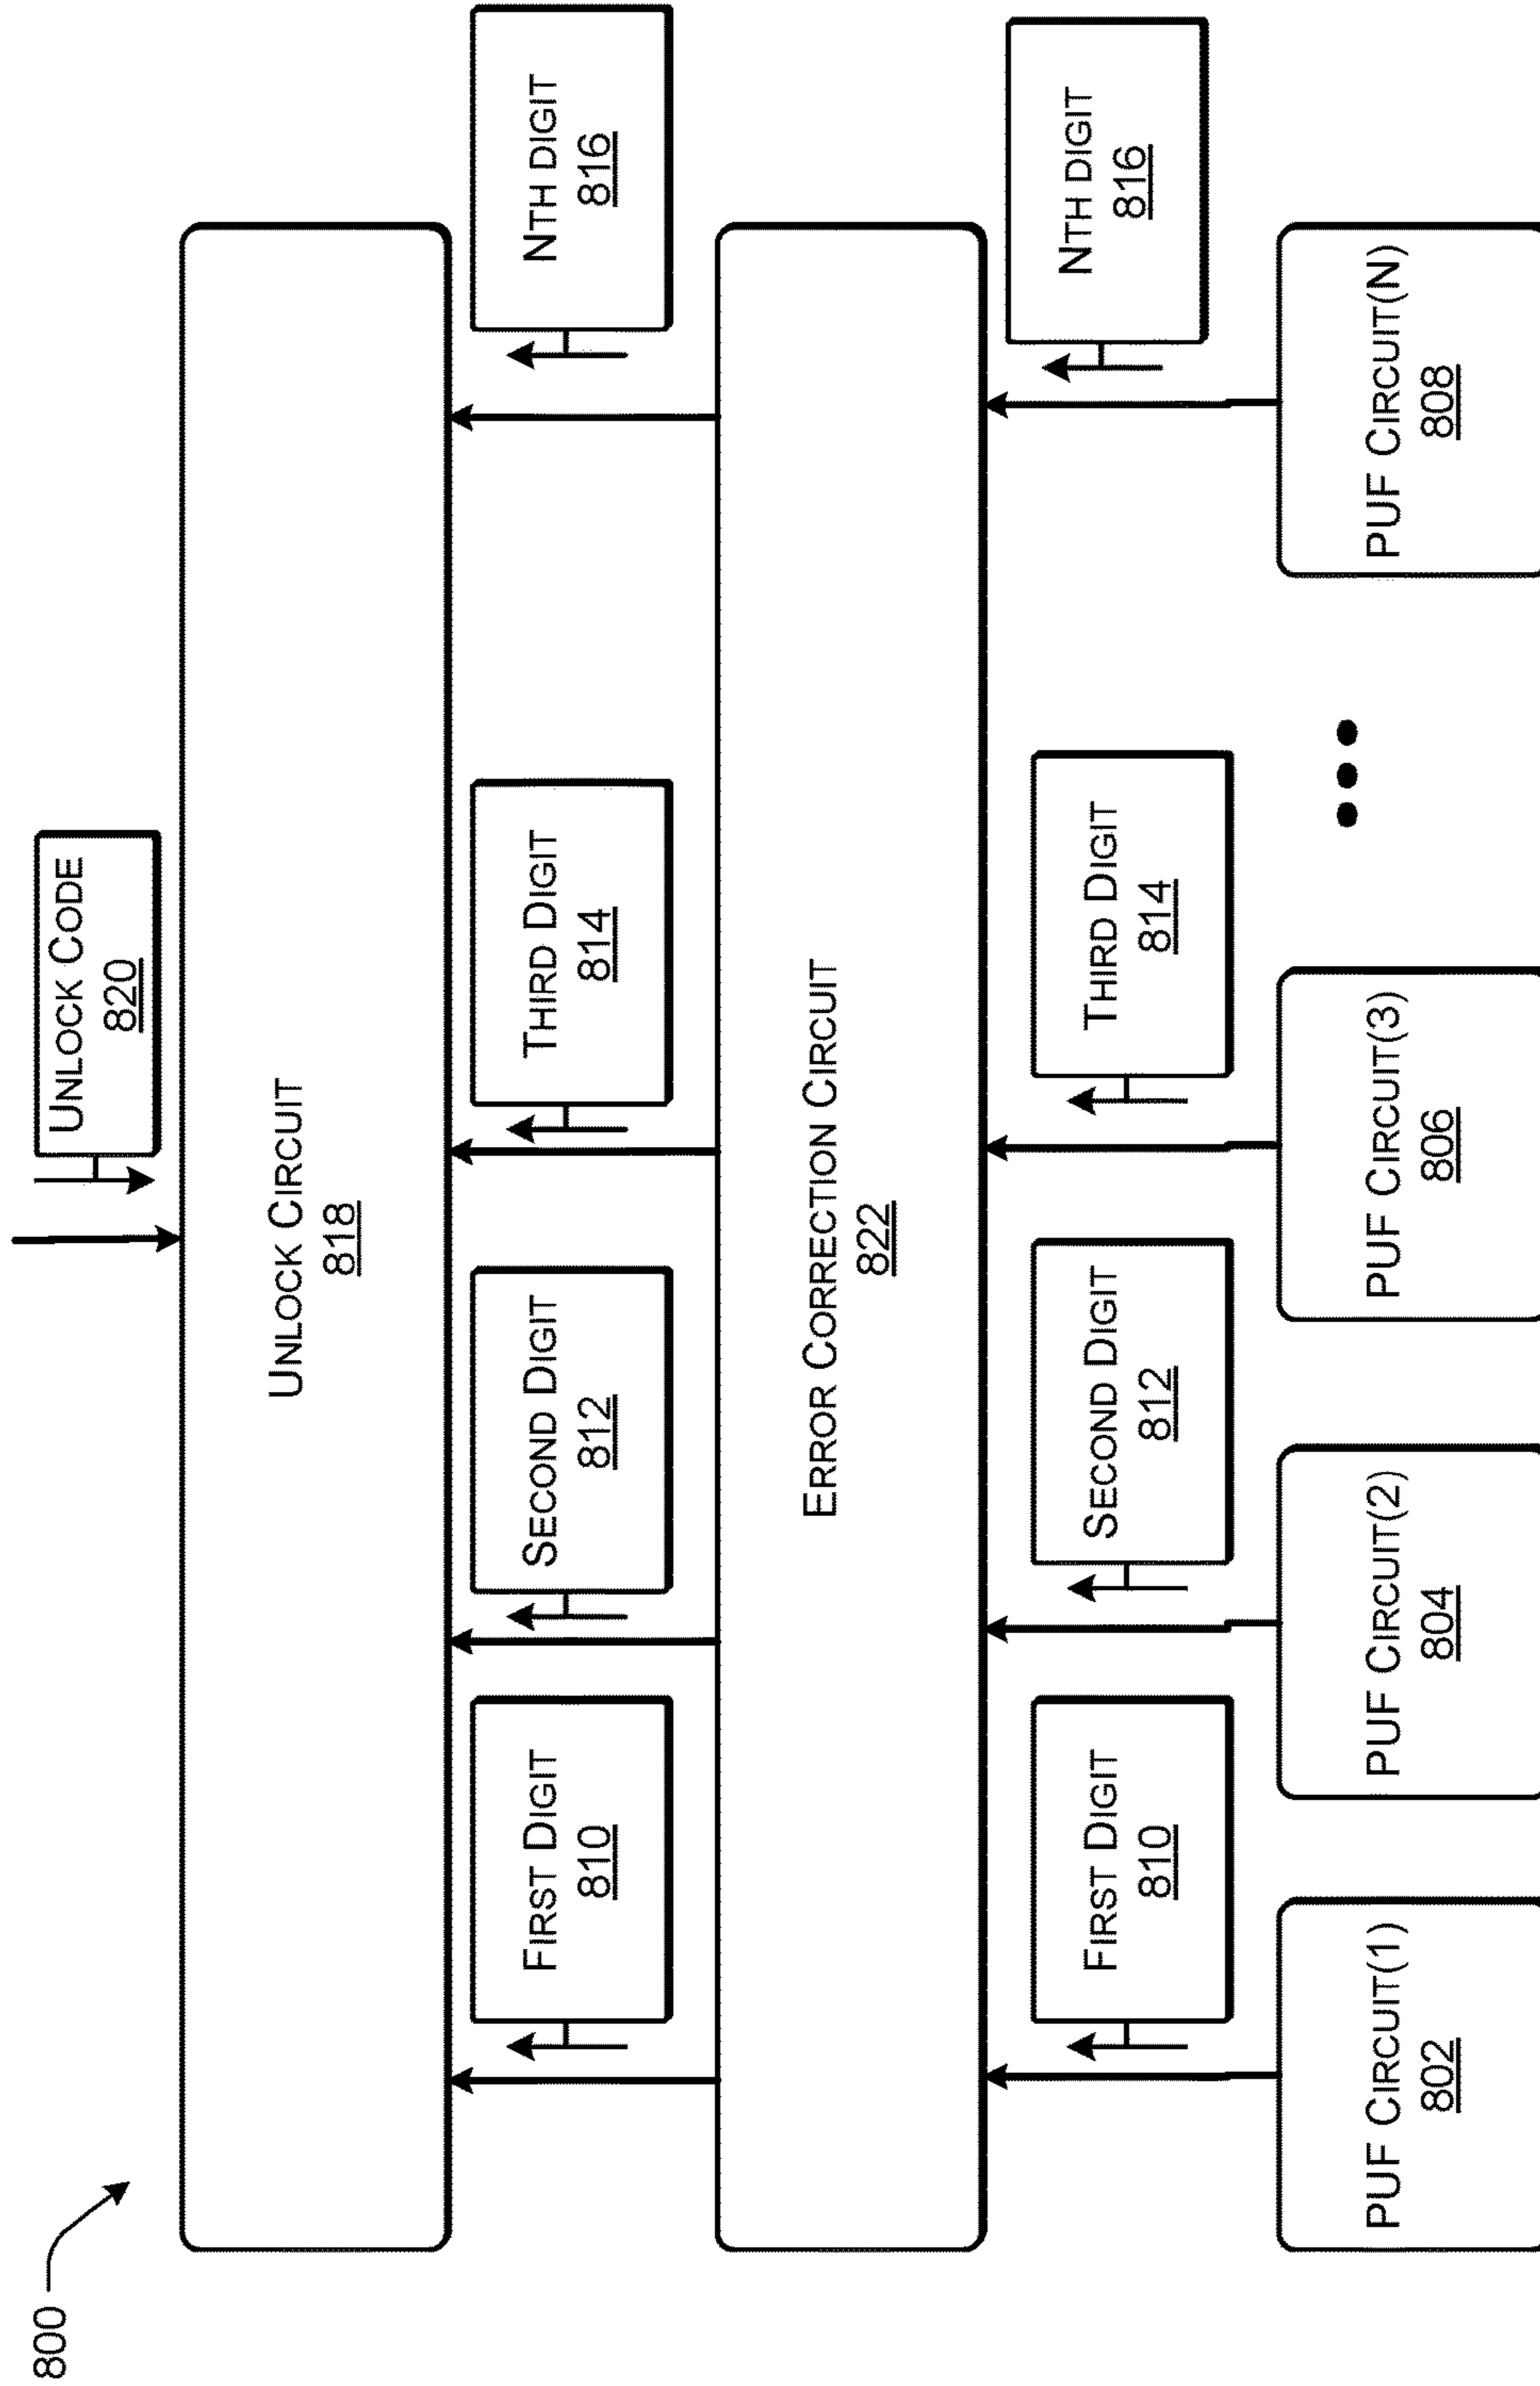 800
UNLOCK CODE
820
UNLOCK CIRCUIT
818
FIRST DIGIT
810
SECOND DIGIT
812
THIRD DIGIT
814
NTH DIGIT
816
ERROR CORRECTION CIRCUIT
822
FIRST DIGIT
810
SECOND DIGIT
812
THIRD DIGIT
814
NTH DIGIT
816
PUF CIRCUIT(1)
802
PUF CIRCUIT(2)
804
PUF CIRCUIT(3)
806
PUF CIRCUIT(N)
808